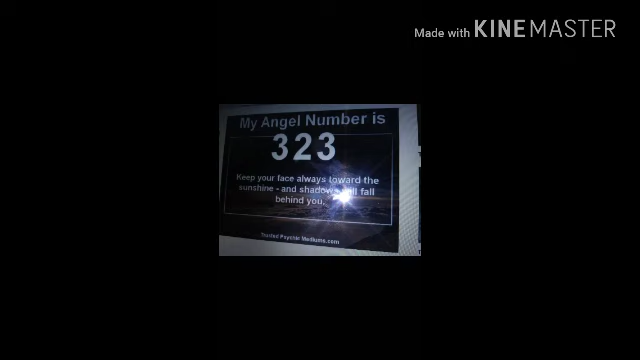 Made with KINEMASTER
My Angel Number is
323
Keep your face always toward the
sunshine - and shadows will fall
behind you.
Trusted Psychic Mediums.com